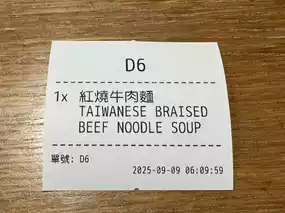 D6
1x 紅燒牛肉麵
TAIWANESE BRAISED
BEEF NOODLE SOUP
單號: D6
2025-09-09 06:09:59